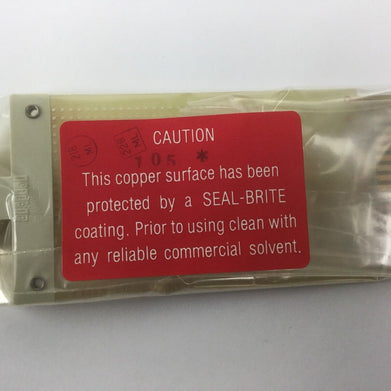 CAUTION
705 *
This copper surface has been
protected by a SEAL-BRITE
coating. Prior to using clean with
any reliable commercial solvent.